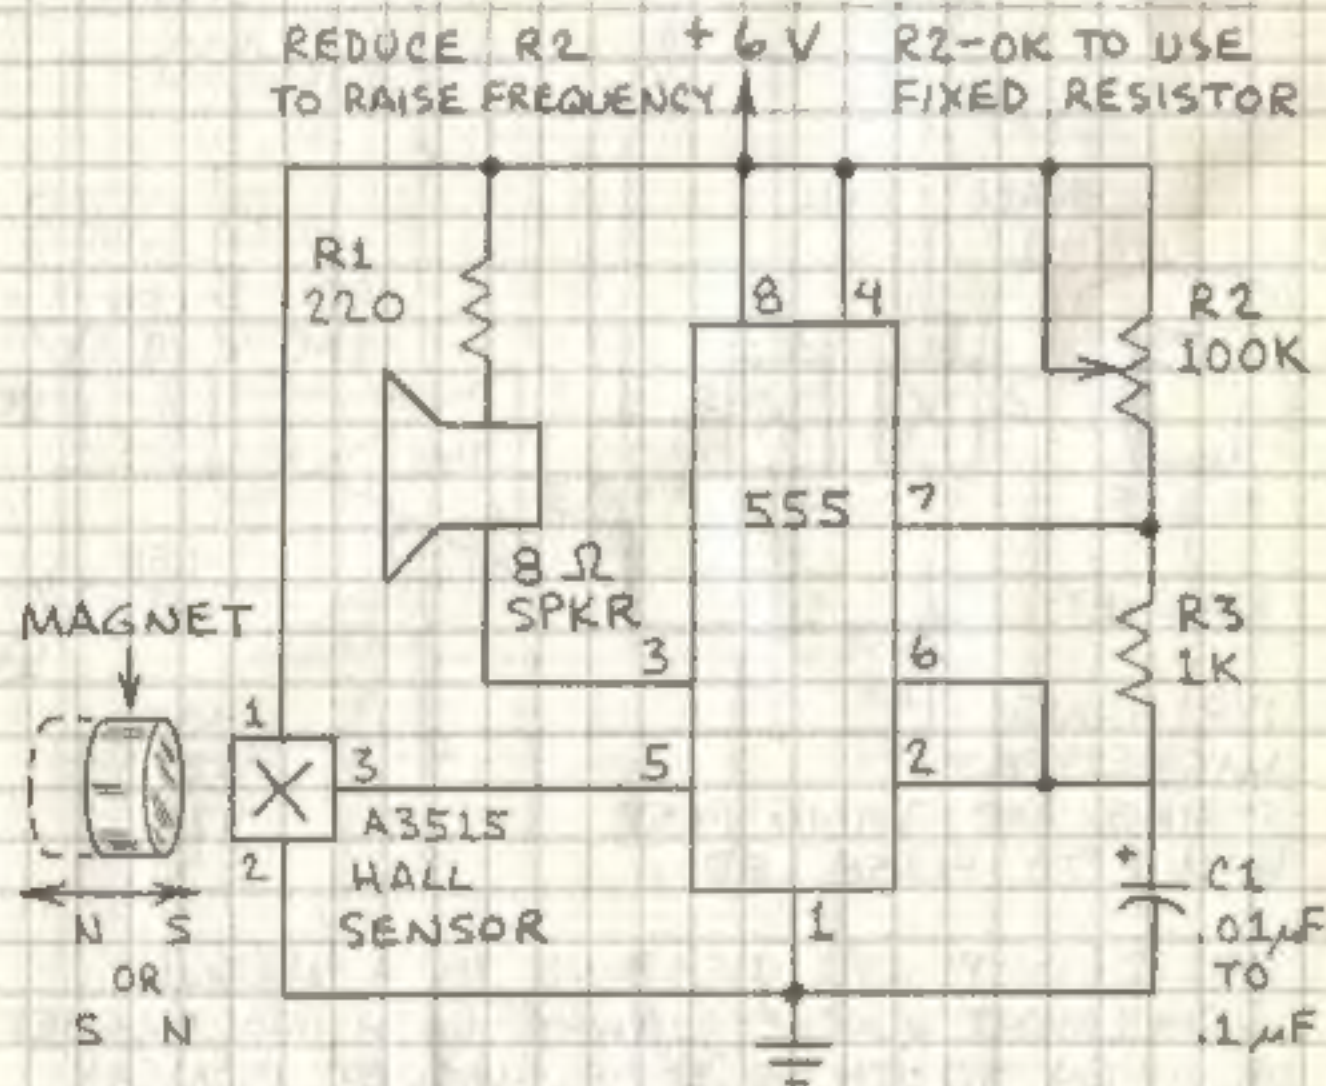 REDUCE R2
TO RAISE FREQUENCY
+6V
R2-OK TO USE
FIXED RESISTOR
R1
220
8
4
R2
100K
555
7
8 Ω
SPKR
3
6
R3
1K
MAGNET
1
3
5
2
A3515
HALL
SENSOR
2
1
+
C1
.01µF
TO
.1µF
N S
OR
S N